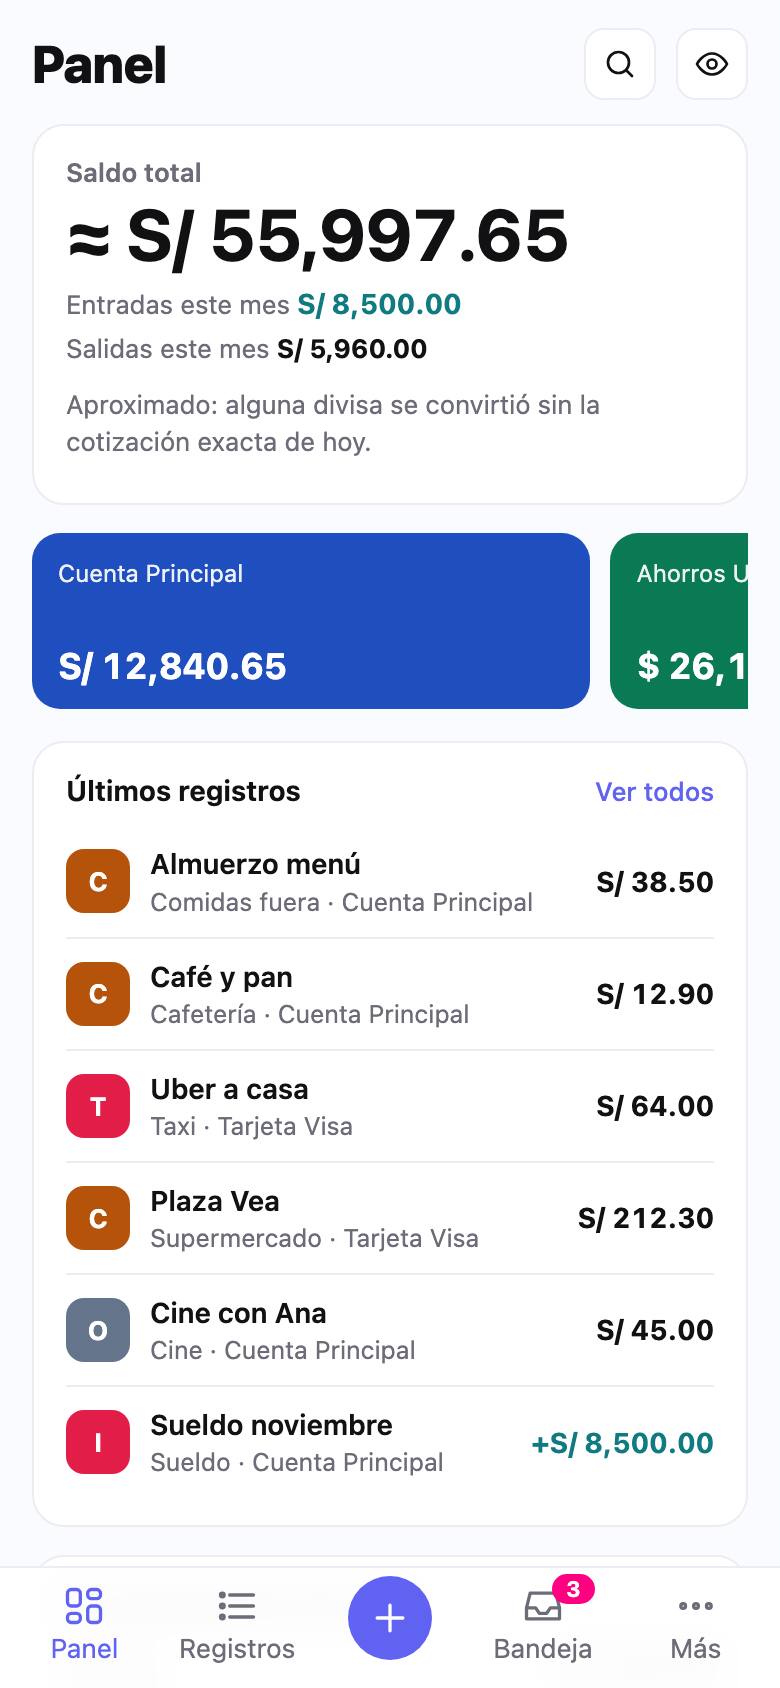 Panel
Saldo total
≈ S/ 55,997.65
Entradas este mes S/ 8,500.00
Salidas este mes S/ 5,960.00
Aproximado: alguna divisa se convirtió sin la
cotización exacta de hoy.
Cuenta Principal
S/ 12,840.65
Ahorros U
$ 26,1
Últimos registros
Ver todos
C
Almuerzo menú
Comidas fuera · Cuenta Principal
S/ 38.50
C
Café y pan
Cafetería · Cuenta Principal
S/ 12.90
T
Uber a casa
Taxi · Tarjeta Visa
S/ 64.00
C
Plaza Vea
Supermercado · Tarjeta Visa
S/ 212.30
O
Cine con Ana
Cine · Cuenta Principal
S/ 45.00
I
Sueldo noviembre
Sueldo · Cuenta Principal
+S/ 8,500.00
Panel
Registros
3
Bandeja
Más